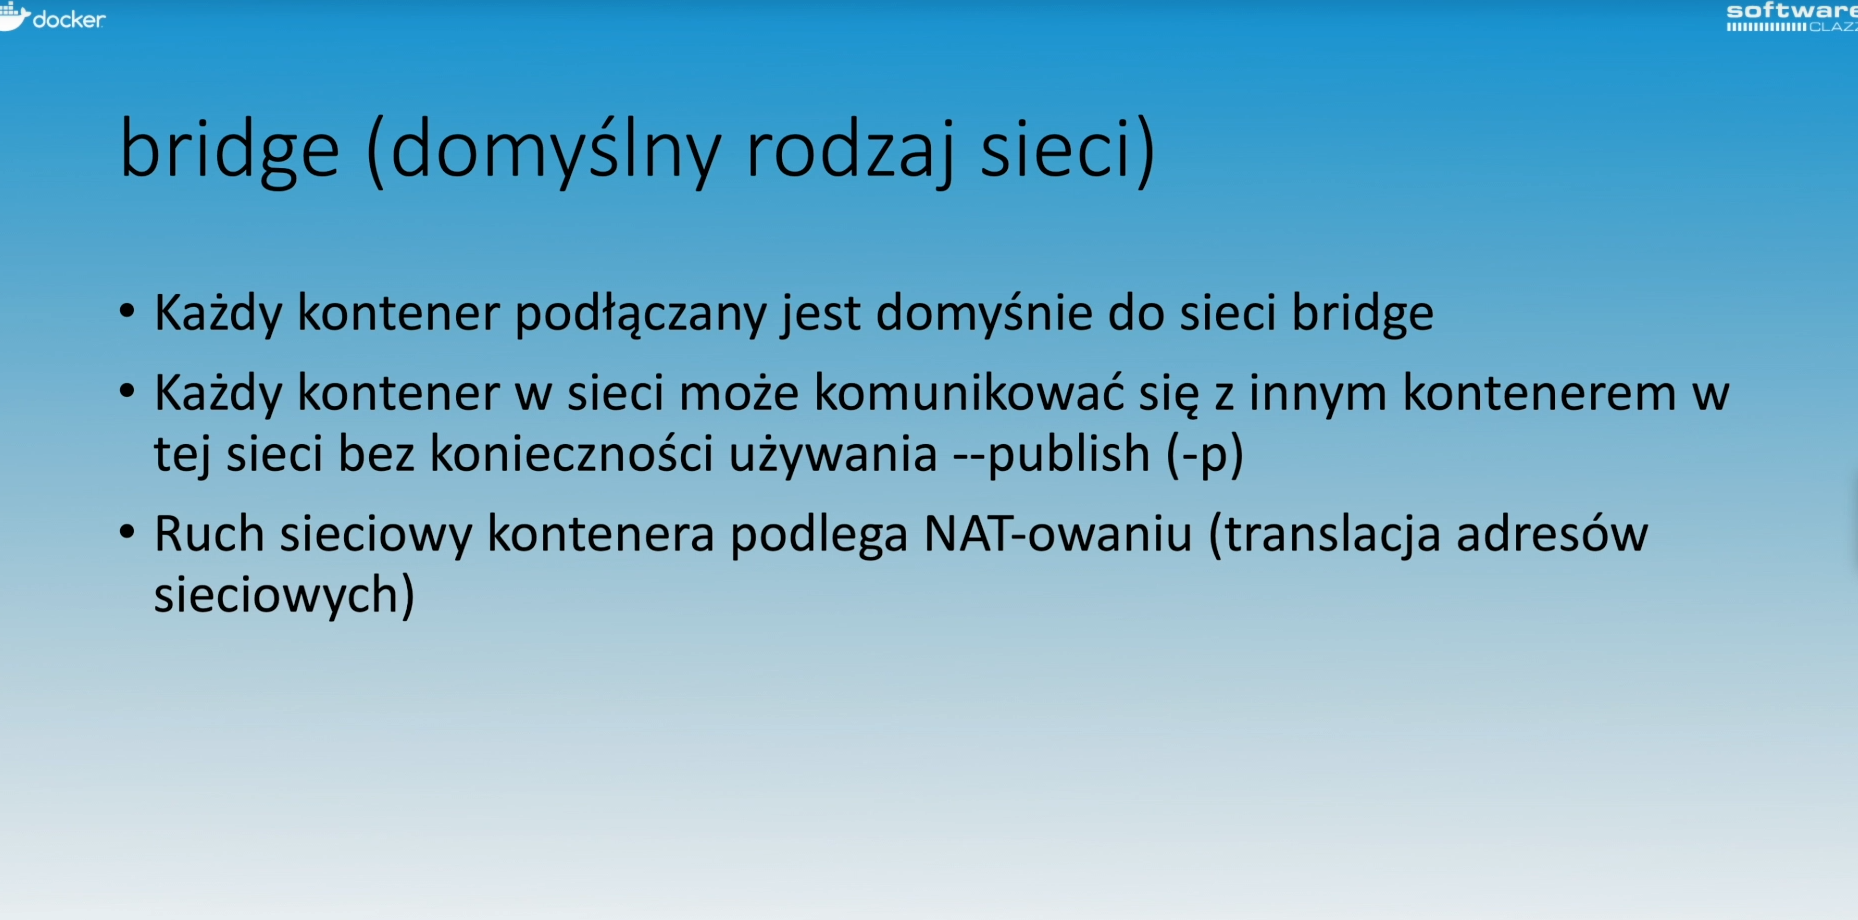 docker
software
CLAZZ
bridge (domyślny rodzaj sieci)
• Każdy kontener podłączany jest domyśnie do sieci bridge
• Każdy kontener w sieci może komunikować się z innym kontenerem w
tej sieci bez konieczności używania --publish (-p)
• Ruch sieciowy kontenera podlega NAT-owaniu (translacja adresów
sieciowych)